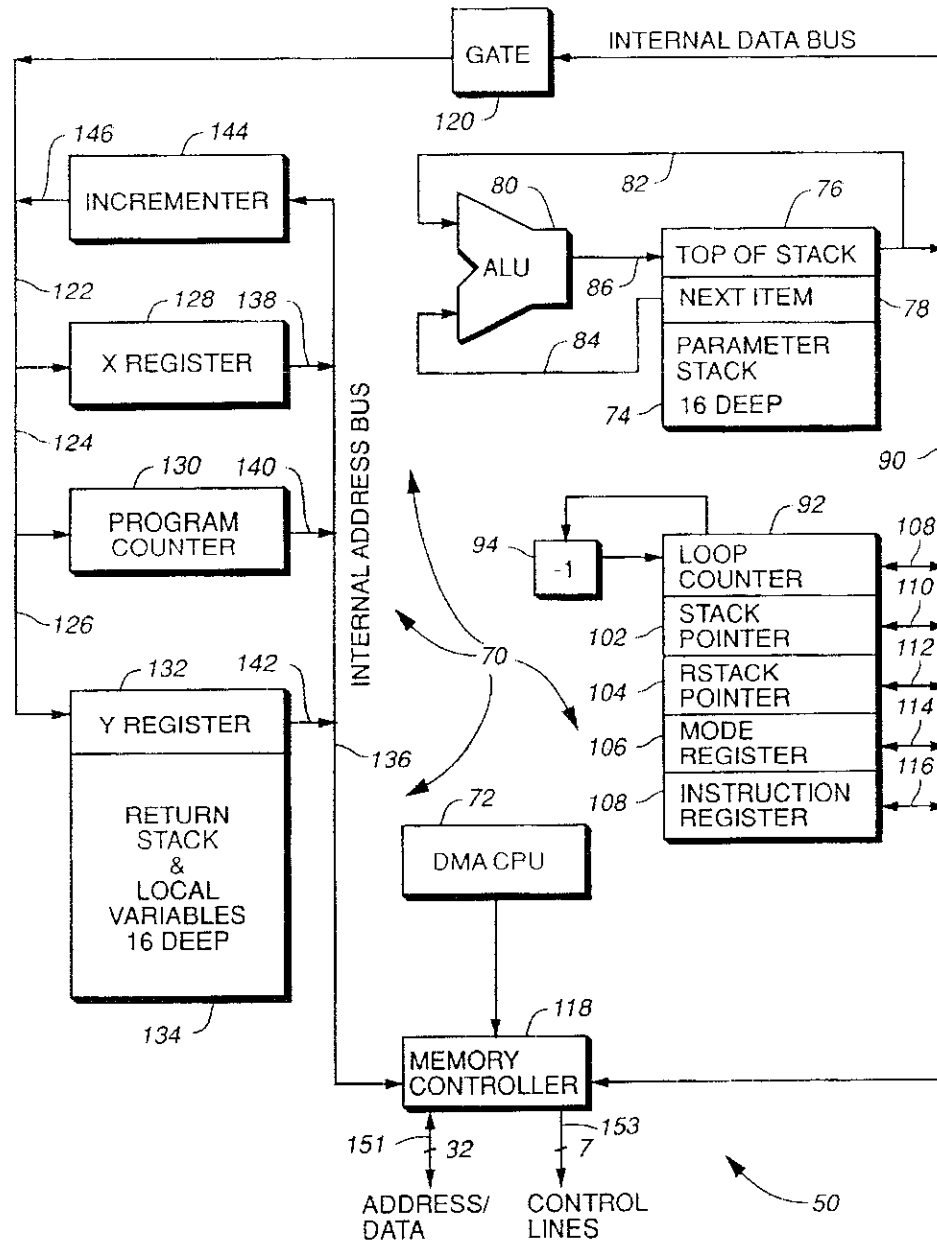 INTERNAL DATA BUS
GATE
120
146
144
INCREMENTER
122
82
80
76
ALU
86
TOP OF STACK
NEXT ITEM
78
84
PARAMETER
STACK
16 DEEP
74
128
138
X REGISTER
124
90
130
140
PROGRAM
COUNTER
126
INTERNAL ADDRESS BUS
92
94
-1
LOOP
COUNTER
108
110
102
STACK
POINTER
112
70
104
RSTACK
POINTER
114
106
MODE
REGISTER
116
108
INSTRUCTION
REGISTER
132
142
Y REGISTER
136
RETURN
STACK
&
LOCAL
VARIABLES
16 DEEP
134
72
DMA CPU
118
MEMORY
CONTROLLER
151
32
153
7
ADDRESS/
DATA
CONTROL
LINES
50